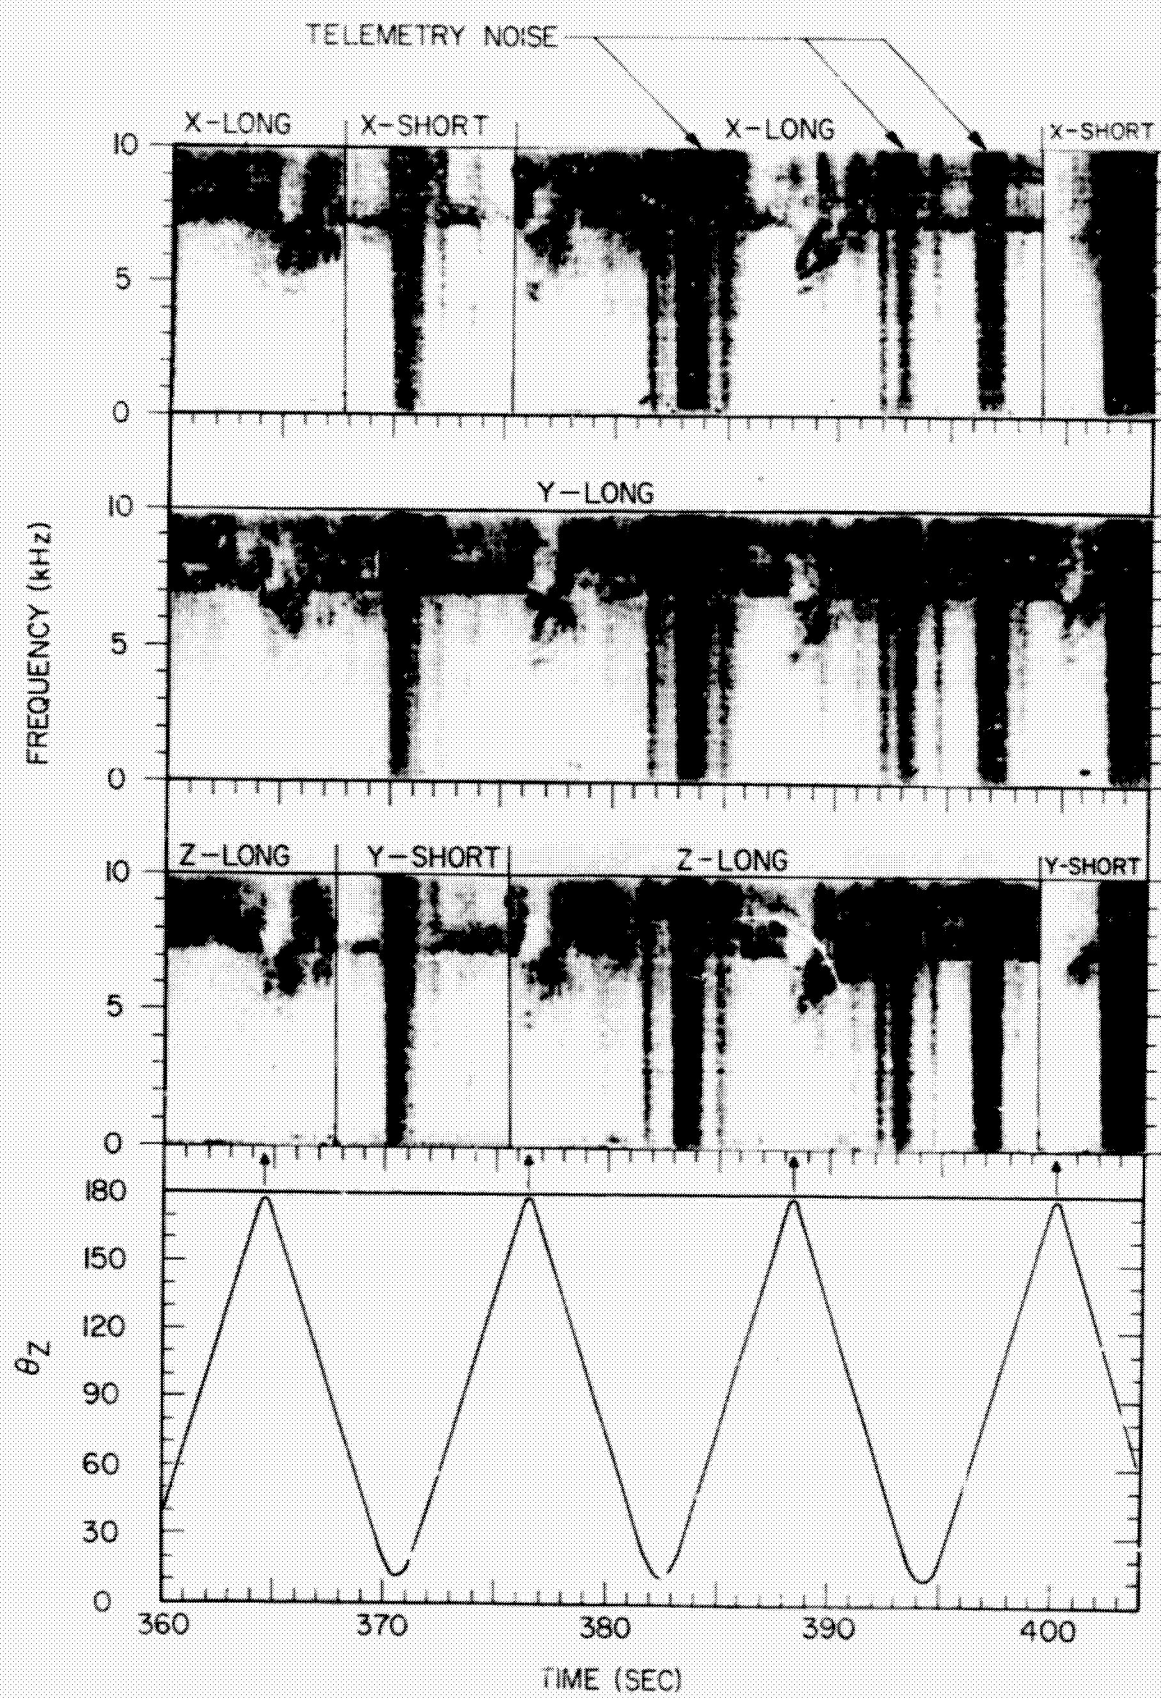 TELEMETRY NOISE
X-LONG X-SHORT X-LONG X-SHORT
10
5
0
Y-LONG
10
5
0
FREQUENCY (kHz)
Z-LONG Y-SHORT Z-LONG Y-SHORT
10
5
0
180
150
120
90
60
30
0
θZ
360 370 380 390 400
TIME (SEC)